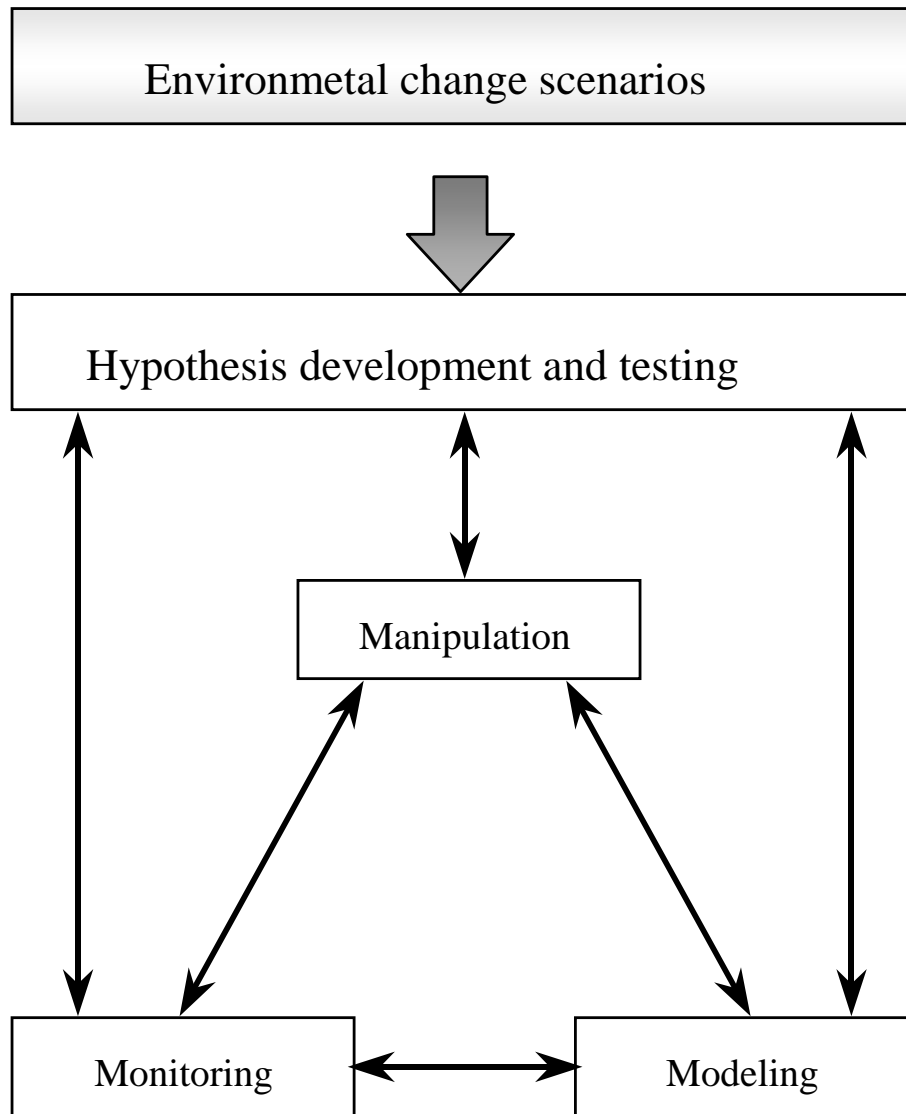 Environmetal change scenarios
Hypothesis development and testing
Manipulation
Monitoring
Modeling